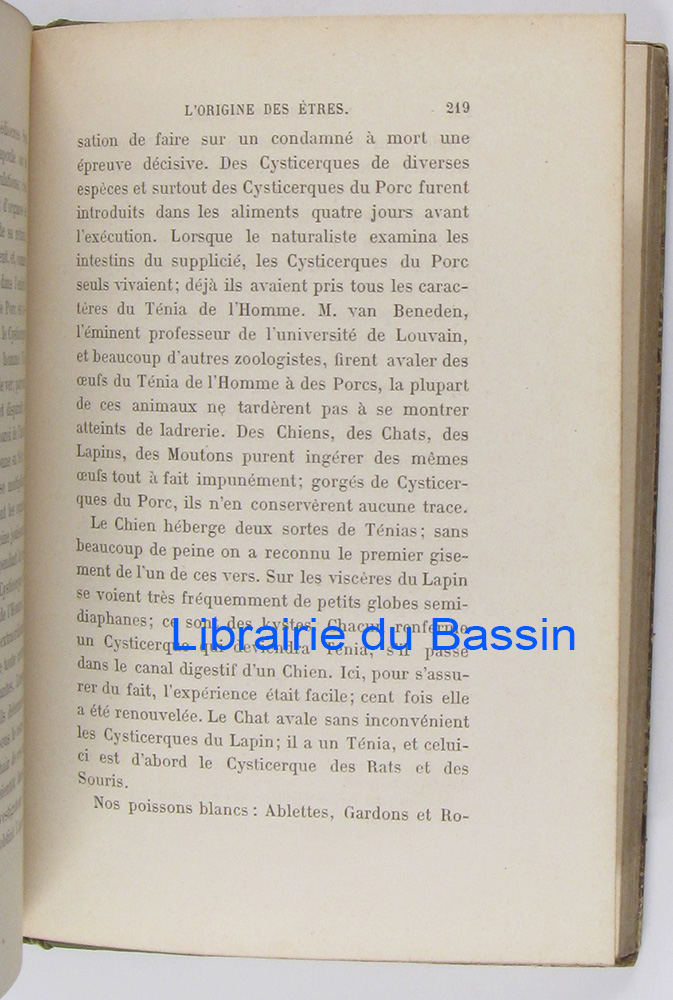 L'ORIGINE DES ÊTRES. 219
sation de faire sur un condamné à mort une
épreuve décisive. Des Cysticerques de diverses
espèces et surtout des Cysticerques du Porc furent
introduits dans les aliments quatre jours avant
l'exécution. Lorsque le naturaliste examina les
intestins du supplicié, les Cysticerques du Porc
seuls vivaient; déjà ils avaient pris tous les carac-
tères du Ténia de l'Homme. M. van Beneden,
l'éminent professeur de l'université de Louvain,
et beaucoup d'autres zoologistes, firent avaler des
œufs du Ténia de l'Homme à des Porcs, la plupart
de ces animaux ne tardèrent pas à se montrer
atteints de ladrerie. Des Chiens, des Chats, des
Lapins, des Moutons purent ingérer des mêmes
œufs tout à fait impunément; gorgés de Cysticer-
ques du Porc, ils n'en conservèrent aucune trace.
Le Chien héberge deux sortes de Ténias; sans
beaucoup de peine on a reconnu le premier gise-
ment de l'un de ces vers. Sur les viscères du Lapin
se voient très fréquemment de petits globes semi-
diaphanes; ce sont des kystes. Chacun renferme
un Cysticerque qui deviendra Ténia, s'il passe
Librairie du Bassin
dans le canal digestif d'un Chien. Ici, pour s'assu-
rer du fait, l'expérience était facile; cent fois elle
a été renouvelée. Le Chat avale sans inconvénient
les Cysticerques du Lapin; il a un Ténia, et celui-
ci est d'abord le Cysticerque des Rats et des
Souris.
Nos poissons blancs : Ablettes, Gardons et Ro-